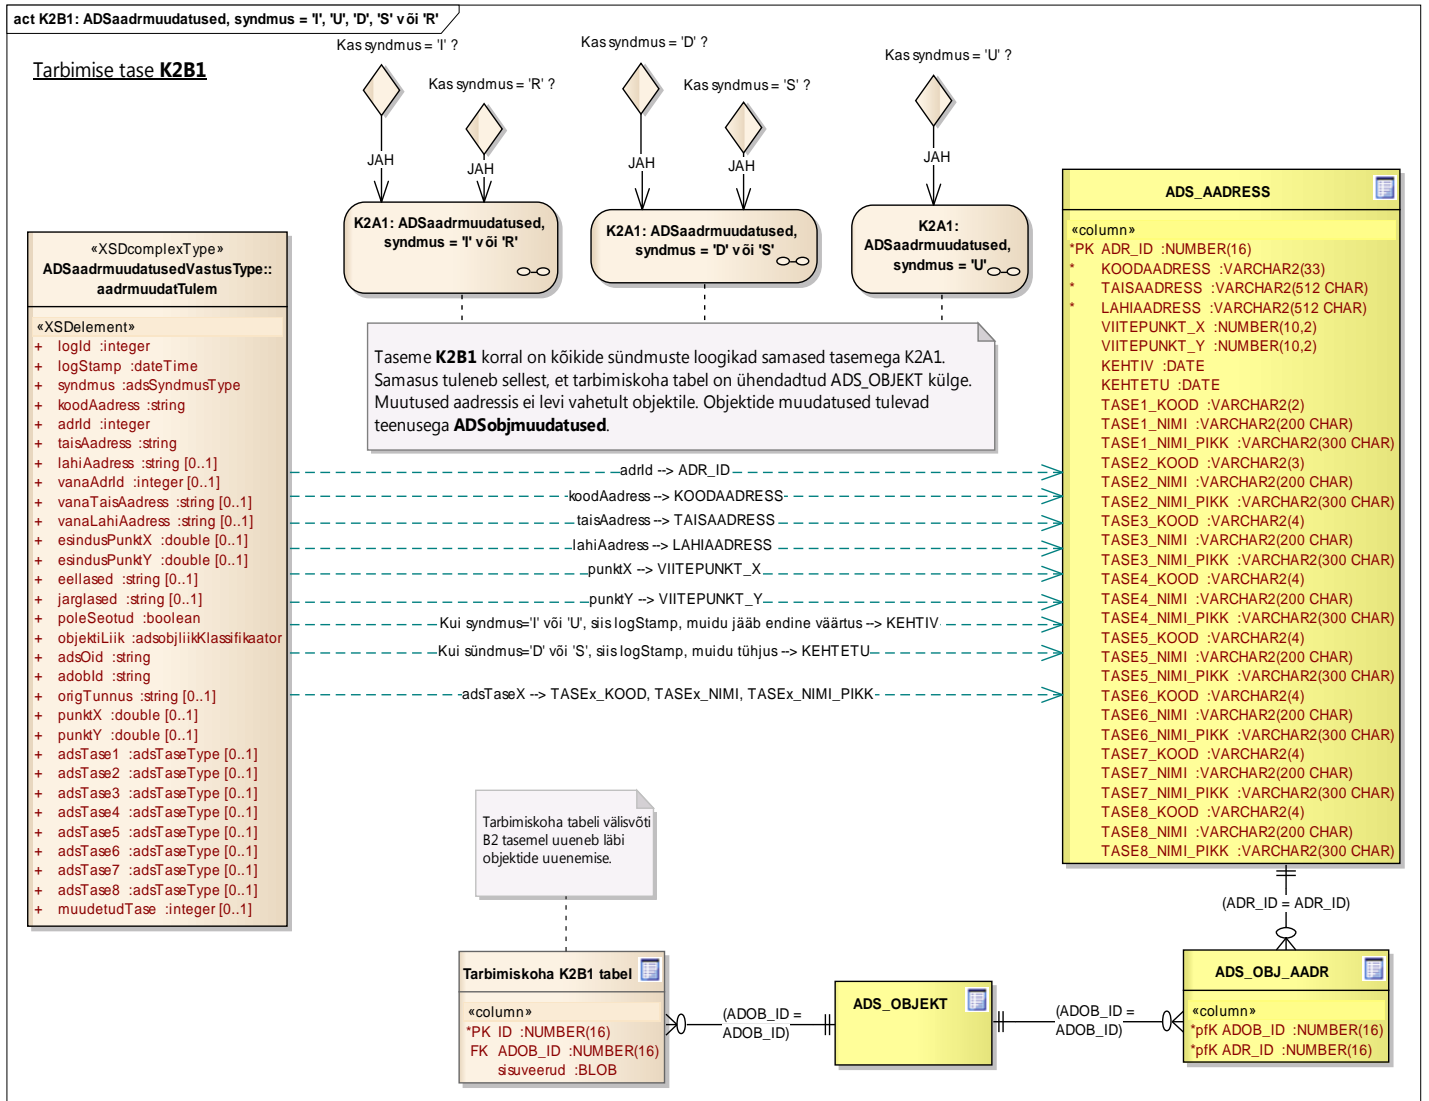 act K2B1: ADSaadrmuudatused, syndmus = 'I', 'U', 'D', 'S' või 'R'
Tarbimise tase K2B1
Kas syndmus = 'I' ?
Kas syndmus = 'R' ?
Kas syndmus = 'D' ?
Kas syndmus = 'S' ?
Kas syndmus = 'U' ?
JAH
JAH
JAH
JAH
JAH
K2A1: ADSaadrmuudatused,
syndmus = 'I' või 'R'
K2A1: ADSaadrmuudatused,
syndmus = 'D' või 'S'
K2A1:
ADSaadrmuudatused,
syndmus = 'U'
Taseme K2B1 korral on kõikide sündmuste loogikad samased tasemega K2A1.
Samasus tuleneb sellest, et tarbimiskoha tabel on ühendadtud ADS_OBJEKT külge.
Muutused aadressis ei levi vahetult objektile. Objektide muudatused tulevad
teenusega ADSobjmuudatused.
«XSDcomplexType»
ADSaadrmuudatusedVastusType::
aadrmuudatTulem
«XSDelement»
+ logId :integer
+ logStamp :dateTime
+ syndmus :adsSyndmusType
+ koodAadress :string
+ adrId :integer
+ taisAadress :string
+ lahiAadress :string [0..1]
+ vanaAdrId :integer [0..1]
+ vanaTaisAadress :string [0..1]
+ vanaLahiAadress :string [0..1]
+ esindusPunktX :double [0..1]
+ esindusPunktY :double [0..1]
+ eellased :string [0..1]
+ jarglased :string [0..1]
+ poleSeotud :boolean
+ objektiLiik :adsobjliikKlassifikaator
+ adsOid :string
+ adobId :string
+ origTunnus :string [0..1]
+ punktX :double [0..1]
+ punktY :double [0..1]
+ adsTase1 :adsTaseType [0..1]
+ adsTase2 :adsTaseType [0..1]
+ adsTase3 :adsTaseType [0..1]
+ adsTase4 :adsTaseType [0..1]
+ adsTase5 :adsTaseType [0..1]
+ adsTase6 :adsTaseType [0..1]
+ adsTase7 :adsTaseType [0..1]
+ adsTase8 :adsTaseType [0..1]
+ muudetudTase :integer [0..1]
adrId --> ADR_ID
koodAadress --> KOODAADRESS
taisAadress --> TAISAADRESS
lahiAadress --> LAHIAADRESS
punktX --> VIITEPUNKT_X
punktY --> VIITEPUNKT_Y
Kui syndmus='I' või 'U', siis logStamp, muidu jääb endine väärtus --> KEHTIV
Kui sündmus='D' või 'S', siis logStamp, muidu tühjus --> KEHTETU
adsTaseX --> TASEx_KOOD, TASEx_NIMI, TASEx_NIMI_PIKK
ADS_AADRESS
«column»
*PK ADR_ID :NUMBER(16)
* KOODAADRESS :VARCHAR2(33)
* TAISAADRESS :VARCHAR2(512 CHAR)
* LAHIAADRESS :VARCHAR2(512 CHAR)
VIITEPUNKT_X :NUMBER(10,2)
VIITEPUNKT_Y :NUMBER(10,2)
KEHTIV :DATE
KEHTETU :DATE
TASE1_KOOD :VARCHAR2(2)
TASE1_NIMI :VARCHAR2(200 CHAR)
TASE1_NIMI_PIKK :VARCHAR2(300 CHAR)
TASE2_KOOD :VARCHAR2(3)
TASE2_NIMI :VARCHAR2(200 CHAR)
TASE2_NIMI_PIKK :VARCHAR2(300 CHAR)
TASE3_KOOD :VARCHAR2(4)
TASE3_NIMI :VARCHAR2(200 CHAR)
TASE3_NIMI_PIKK :VARCHAR2(300 CHAR)
TASE4_KOOD :VARCHAR2(4)
TASE4_NIMI :VARCHAR2(200 CHAR)
TASE4_NIMI_PIKK :VARCHAR2(300 CHAR)
TASE5_KOOD :VARCHAR2(4)
TASE5_NIMI :VARCHAR2(200 CHAR)
TASE5_NIMI_PIKK :VARCHAR2(300 CHAR)
TASE6_KOOD :VARCHAR2(4)
TASE6_NIMI :VARCHAR2(200 CHAR)
TASE6_NIMI_PIKK :VARCHAR2(300 CHAR)
TASE7_KOOD :VARCHAR2(4)
TASE7_NIMI :VARCHAR2(200 CHAR)
TASE7_NIMI_PIKK :VARCHAR2(300 CHAR)
TASE8_KOOD :VARCHAR2(4)
TASE8_NIMI :VARCHAR2(200 CHAR)
TASE8_NIMI_PIKK :VARCHAR2(300 CHAR)
(ADR_ID = ADR_ID)
Tarbimiskoha tabeli välisvõti
B2 tasemel uueneb läbi
objektide uuenemise.
Tarbimiskoha K2B1 tabel
«column»
*PK ID :NUMBER(16)
FK ADOB_ID :NUMBER(16)
sisuveerud :BLOB
(ADOB_ID =
ADOB_ID)
ADS_OBJEKT
(ADOB_ID =
ADOB_ID)
ADS_OBJ_AADR
«column»
*pfK ADOB_ID :NUMBER(16)
*pfK ADR_ID :NUMBER(16)